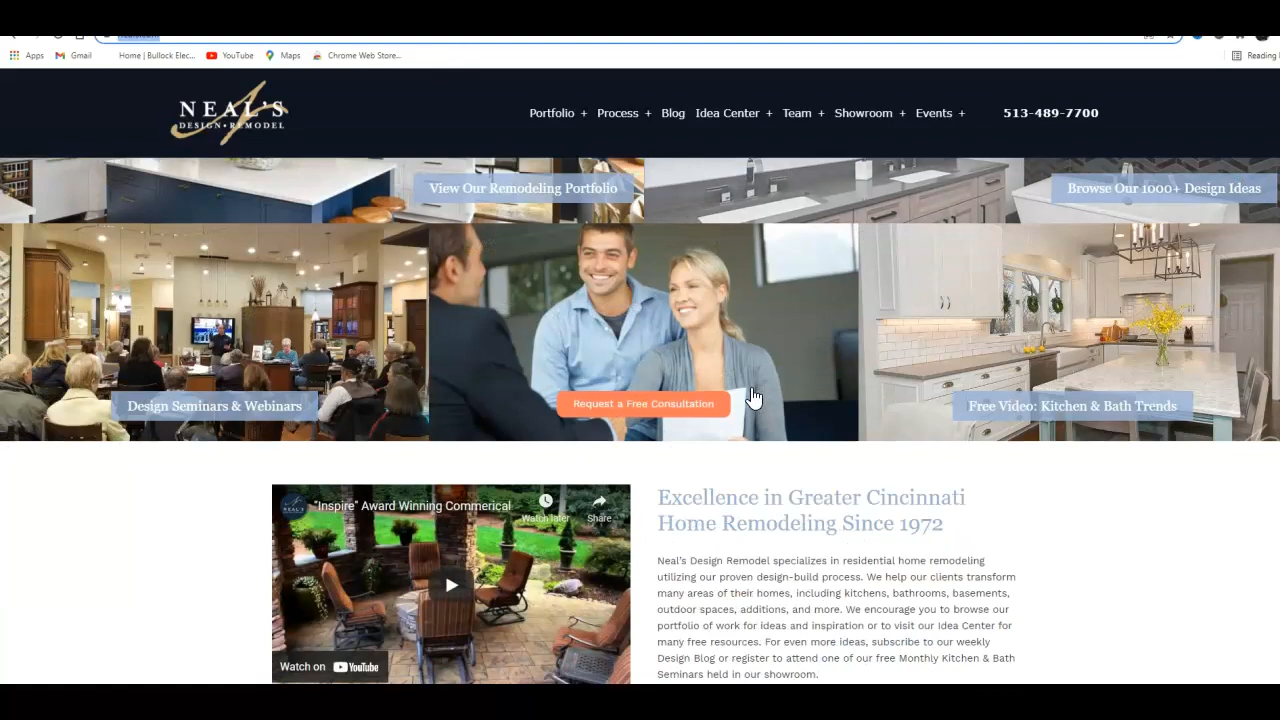 Apps
Gmail
Home | Bullock Elec...
YouTube
Maps
Chrome Web Store...
Reading
NEAL'S
DESIGN • REMODEL
Portfolio +
Process +
Blog
Idea Center +
Team +
Showroom +
Events +
513-489-7700
View Our Remodeling Portfolio
Browse Our 1000+ Design Ideas
Design Seminars & Webinars
Request a Free Consultation
Free Video: Kitchen & Bath Trends
"Inspire" Award Winning Commerical
Watch later
Share
Watch on YouTube
Excellence in Greater Cincinnati
Home Remodeling Since 1972
Neal's Design Remodel specializes in residential home remodeling
utilizing our proven design-build process. We help our clients transform
many areas of their homes, including kitchens, bathrooms, basements,
outdoor spaces, additions, and more. We encourage you to browse our
portfolio of work for ideas and inspiration or to visit our Idea Center for
many free resources. For even more ideas, subscribe to our weekly
Design Blog or register to attend one of our free Monthly Kitchen & Bath
Seminars held in our showroom.